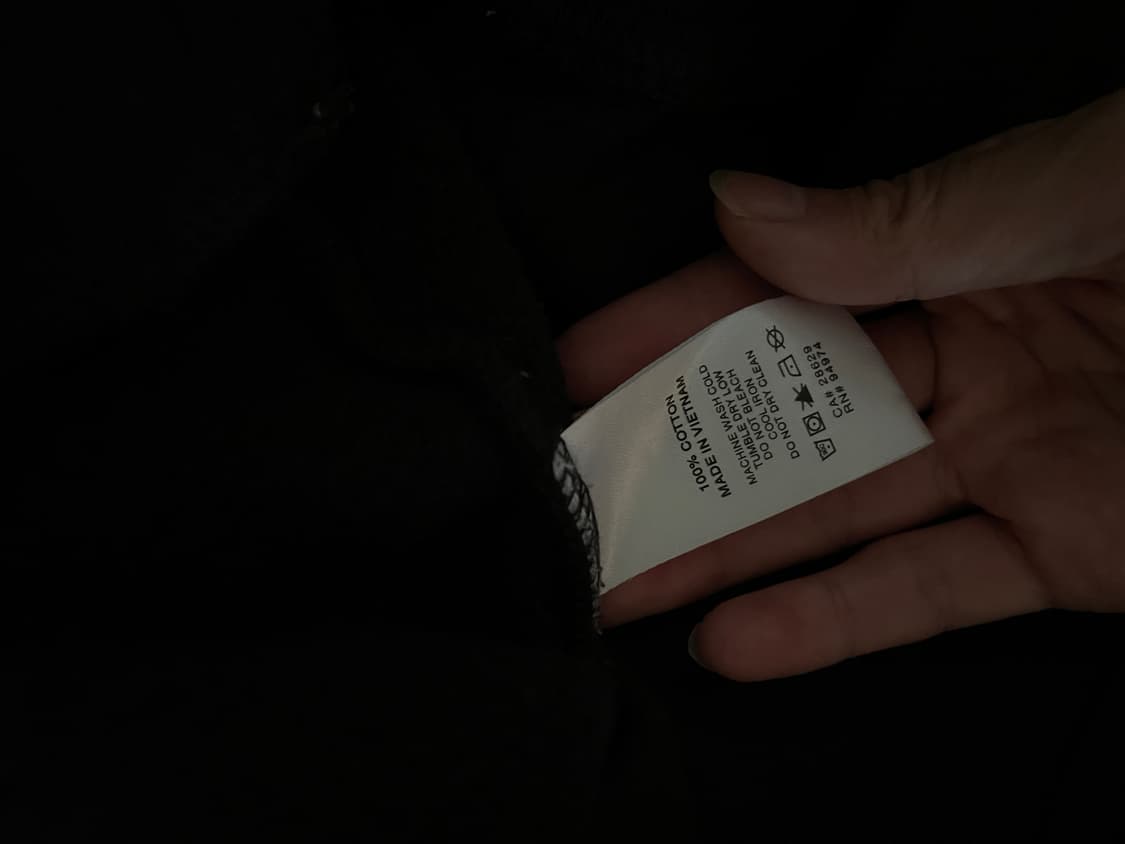 100% COTTON
MADE IN VIETNAM
MACHINE WASH COLD
TUMBLE DRY LOW
DO NOT BLEACH
COOL IRON
DO NOT DRY CLEAN
CA# 28629
RN# 94974